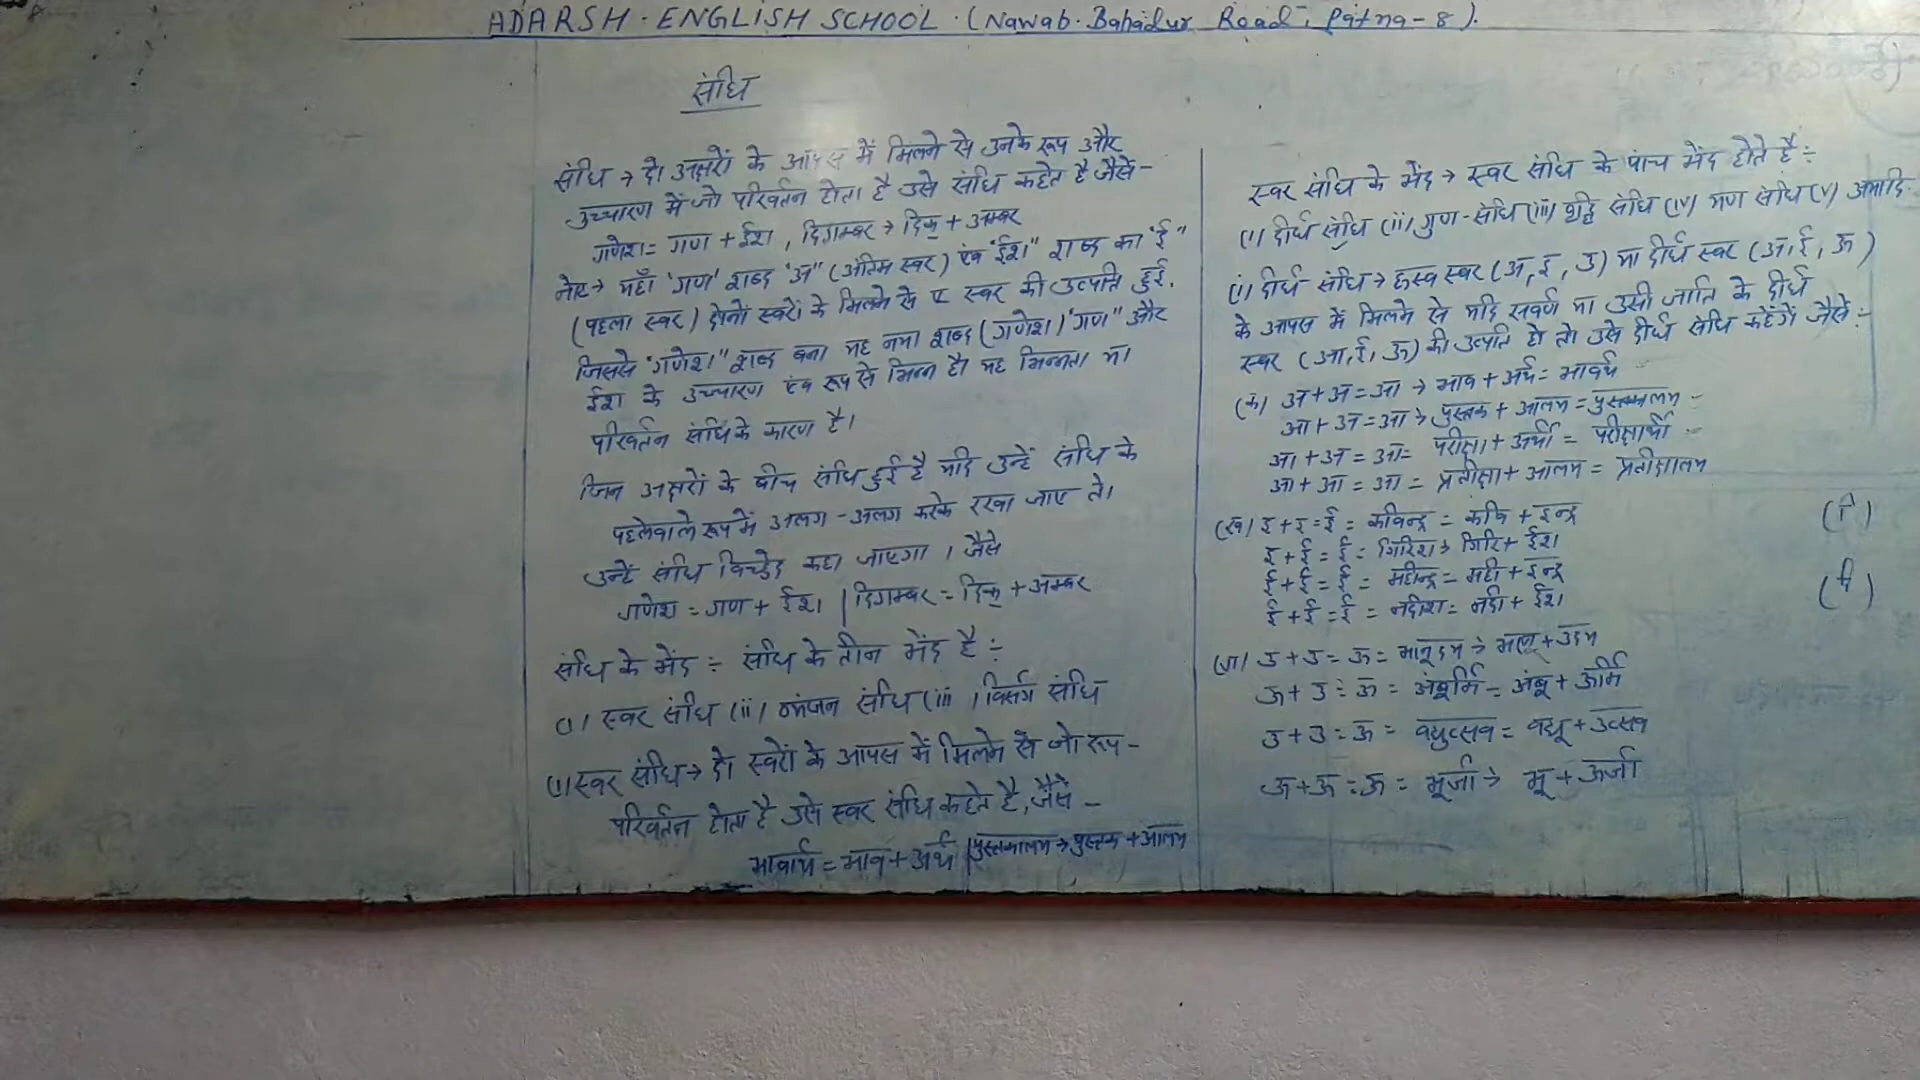 ADARSH. ENGLISH SCHOOL. (Nawab. Bahadur Road, Patna-8).
संधि
संधि → दो अक्षरों के आपस में मिलने से उनके रूप और
उच्चारण में जो परिवर्तन होता है उसे संधि कहते है जैसे-
गणेश = गण + ईश, दिगम्बर → दिक् + अम्बर
नोट → यहाँ "गण" शब्द "अ" (अंतिम स्वर) एंव "ईश" शब्द का "ई"
(पहला स्वर) दोनों स्वरों के मिलने से ए स्वर की उत्पति हुई,
जिससे "गणेश" शब्द बना यह नया शब्द (गणेश) "गण" और
ईश के उच्चारण एंव रूप से भिन्न है। यह भिन्नता या
परिवर्तन संधि के कारण है।
जिन अक्षरों के बीच संधि हुई है यदि उन्हें संधि के
पहलेवाले रूप में अलग-अलग करके रखा जाए तो
उन्हें संधि विच्छेद कहा जाएगा। जैसे
गणेश = गण + ईश | दिगम्बर = दिक् + अम्बर
संधि के भेंद ÷ संधि के तीन भेंद है ÷
(i) स्वर संधि (ii) व्यंजन संधि (iii) विसर्ग संधि
(i) स्वर संधि → दो स्वरों के आपस में मिलने से जो रूप-
परिवर्तन होता है उसे स्वर संधि कहते है, जैसे -
भावार्थ = भाव + अर्थ | पुस्तकालय → पुस्तक + आलय
स्वर संधि के भेंद → स्वर संधि के पांच भेंद होते है ÷
(i) दीर्घ संधि (ii) गुण-संधि (iii) वृद्धि संधि (iv) यण संधि (v) अयादि
(i) दीर्घ संधि → ह्रस्व स्वर (अ, इ, उ) या दीर्घ स्वर (आ, ई, ऊ)
के आपस में मिलने से यदि सवर्ण या उसी जाति के दीर्घ
स्वर (आ, ई, ऊ) की उत्पति हो तो उसे दीर्घ संधि कहेंगें जैसे:-
(क) अ + अ = आ → भाव + अर्थ = भावर्थ
आ + अ = आ → पुस्तक + आलय = पुस्तकालय
आ + अ = आ = परीक्षा + अर्थी = परीक्षार्थी
आ + आ = आ = प्रतीक्षा + आलय = प्रतीक्षालय
(ख) इ + इ = ई = कविन्द्र = कवि + इन्द्र
इ + ई = ई = गिरिश → गिरि + ईश
ई + ई = ई = महीन्द्र = मही + इन्द्र
ई + ई = ई = नदीश = नदी + ईश
(ि)
(ी)
(ग) उ + उ = ऊ = भानूदय → भानू + उदय
ऊ + उ = ऊ = अंबूर्मि = अंबू + ऊर्मि
उ + उ = ऊ = वधुत्सव = वधू + उत्सव
ऊ + ऊ = ऊ = भूर्जा → भू + ऊर्जा